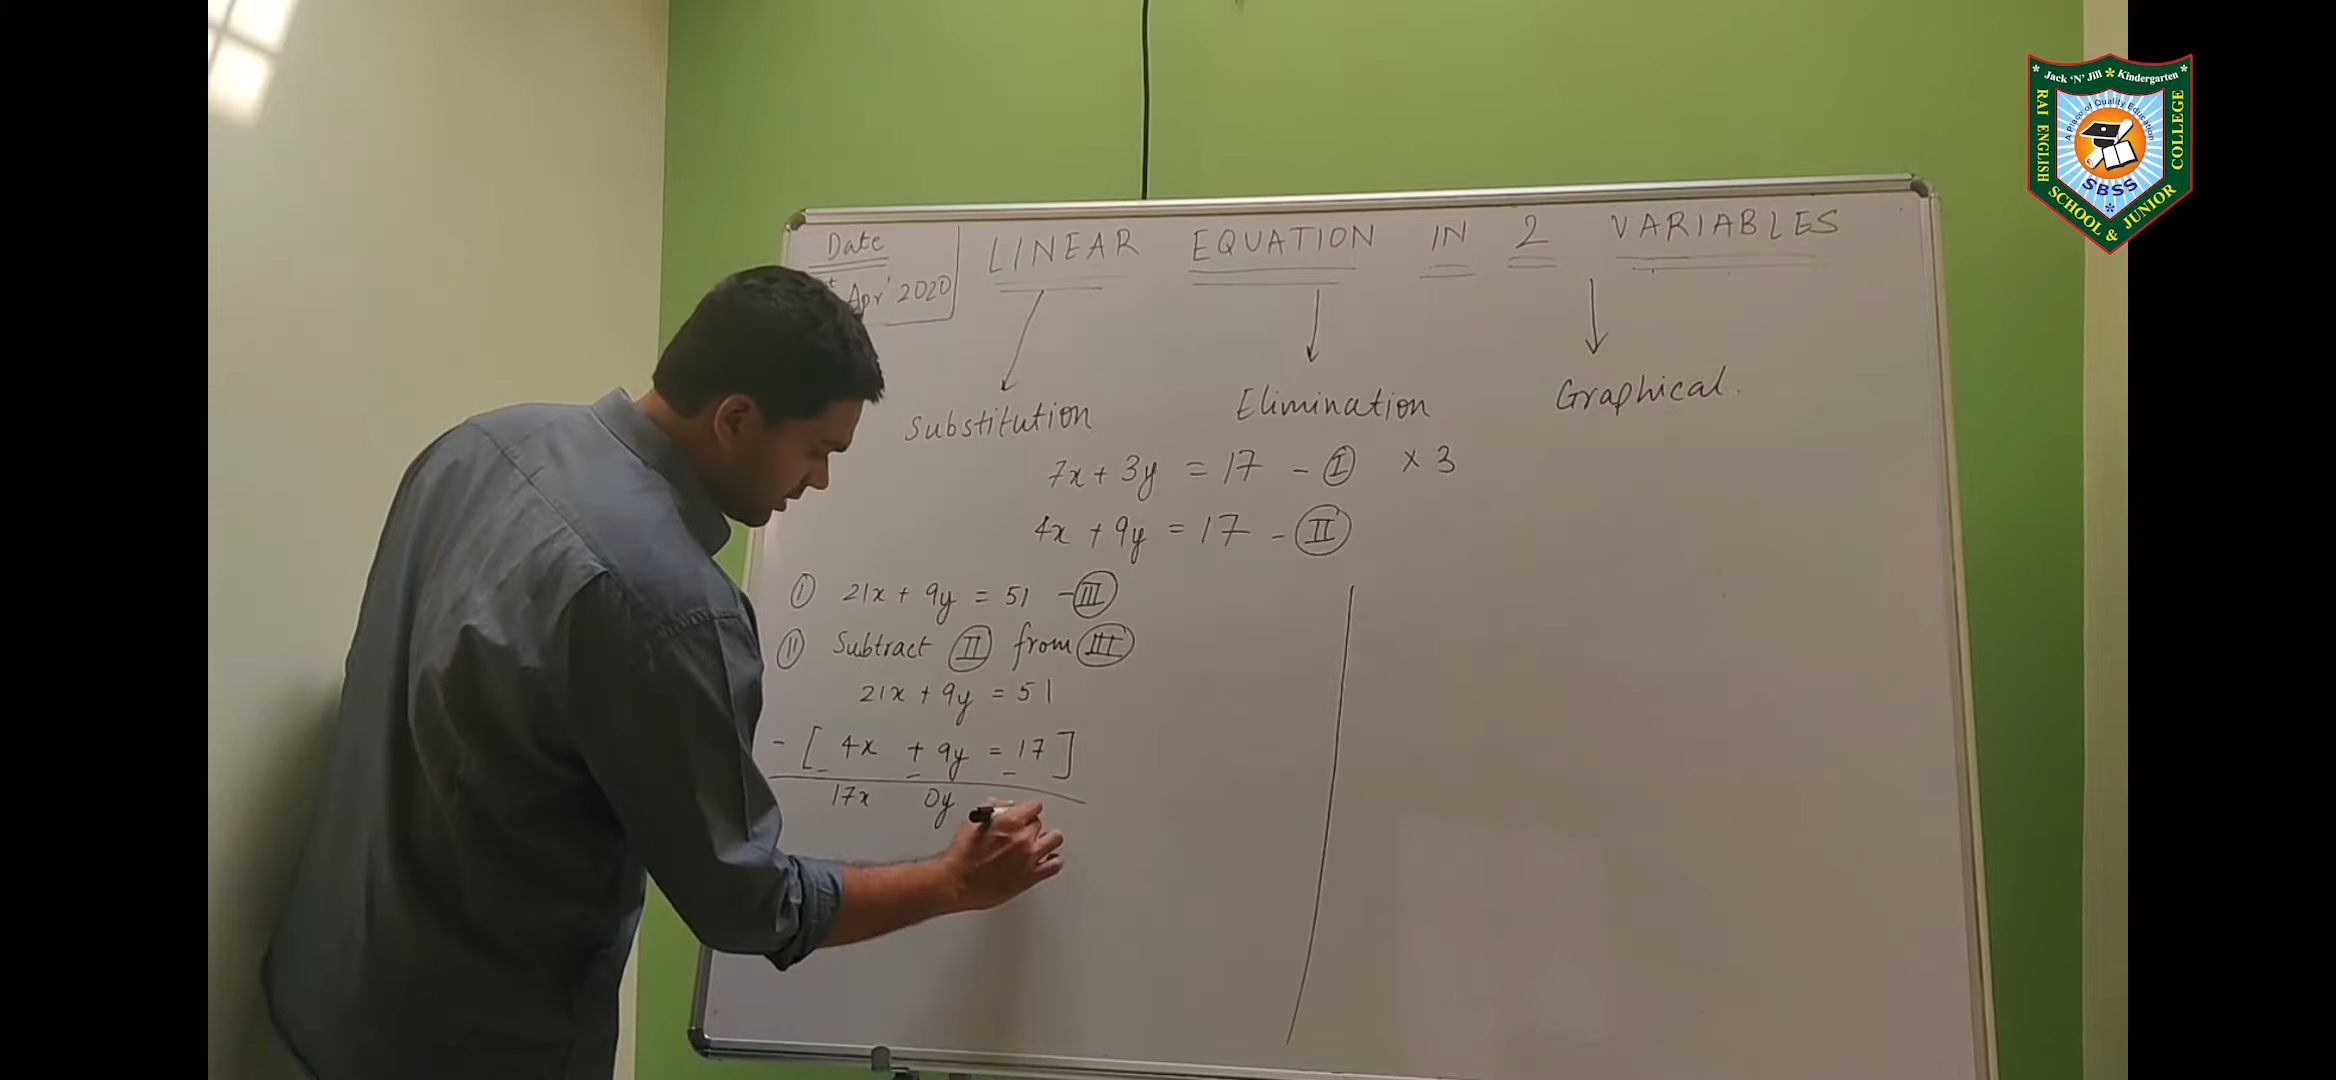 Jack 'N' Jill * Kindergarten
RAI ENGLISH SCHOOL & JUNIOR COLLEGE
A Place of Quality Education
SBSS
Date
Apr' 2020
LINEAR EQUATION IN 2 VARIABLES
Substitution Elimination Graphical.
7x + 3y = 17 - Ⓘ × 3
4x + 9y = 17 - II
① 21x + 9y = 51 - III
II Subtract II from III
21x + 9y = 51
- [ 4x + 9y = 17 ]
- - -
17x 0y